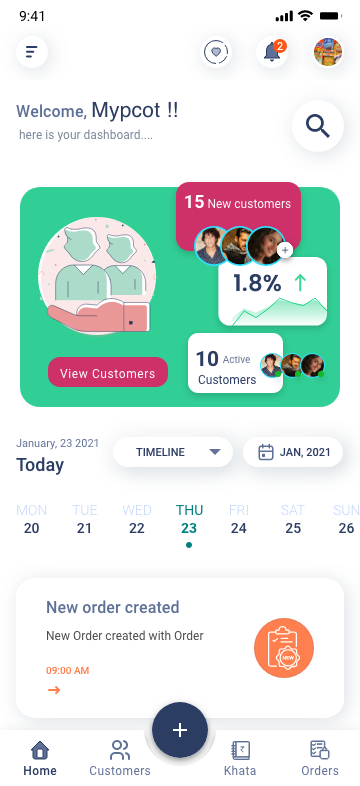 9:41
2
Welcome, Mypcot !!
here is your dashboard....
15 New customers
+
1.8%
10 Active
Customers
View Customers
January, 23 2021
Today
TIMELINE
JAN, 2021
MON TUE WED THU FRI SAT SUN
20 21 22 23 24 25 26
New order created
New Order created with Order
09:00 AM
NEW
+
Home Customers Khata Orders